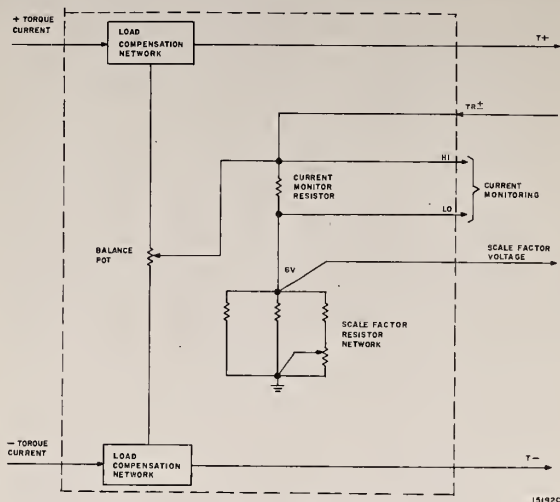 + TORQUE
CURRENT
LOAD
COMPENSATION
NETWORK
T+
TR±
HI
CURRENT
MONITOR
RESISTOR
CURRENT
MONITORING
LO
BALANCE
POT
6V
SCALE FACTOR
VOLTAGE
SCALE FACTOR
RESISTOR
NETWORK
— TORQUE
CURRENT
LOAD
COMPENSATION
NETWORK
T—
15192C